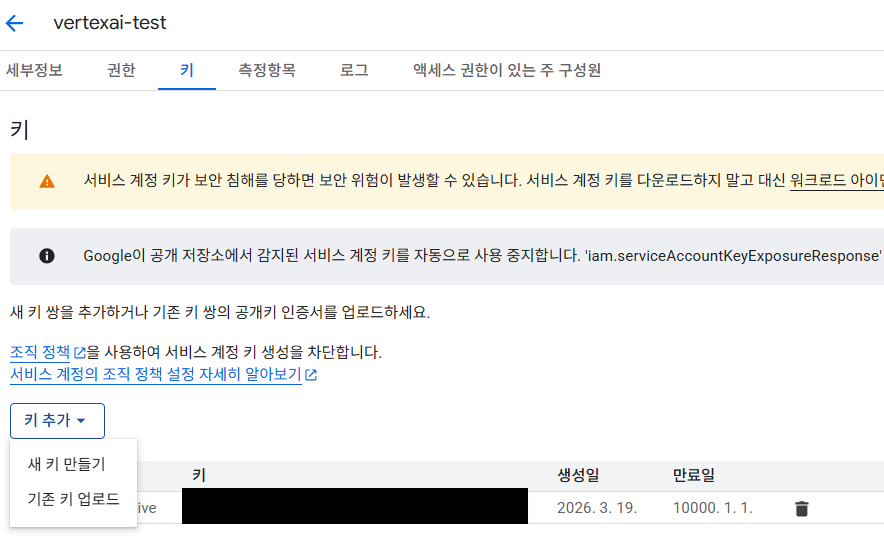 vertexai-test
세부정보 권한 키 측정항목 로그 액세스 권한이 있는 주 구성원
키
서비스 계정 키가 보안 침해를 당하면 보안 위험이 발생할 수 있습니다. 서비스 계정 키를 다운로드하지 말고 대신 워크로드
Google이 공개 저장소에서 감지된 서비스 계정 키를 자동으로 사용 중지합니다. 'iam.serviceAccountKeyExposureResponse'
새 키 쌍을 추가하거나 기존 키 쌍의 공개키 인증서를 업로드하세요.
조직 정책을 사용하여 서비스 계정 키 생성을 차단합니다.
서비스 계정의 조직 정책 설정 자세히 알아보기
키 추가
새 키 만들기
기존 키 업로드
키 생성일 만료일
ive 2026. 3. 19. 10000. 1. 1.